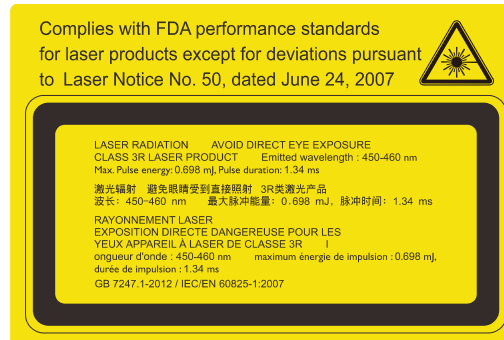 Complies with FDA performance standards
for laser products except for deviations pursuant
to Laser Notice No. 50, dated June 24, 2007
LASER RADIATION AVOID DIRECT EYE EXPOSURE
CLASS 3R LASER PRODUCT Emitted wavelength : 450-460 nm
Max. Pulse energy: 0.698 mJ, Pulse duration: 1.34 ms
激光辐射 避免眼睛受到直接照射 3R类激光产品
波长: 450-460 nm 最大脉冲能量: 0.698 mJ, 脉冲时间: 1.34 ms
RAYONNEMENT LASER
EXPOSITION DIRECTE DANGEREUSE POUR LES
YEUX APPAREIL À LASER DE CLASSE 3R l
ongueur d'onde : 450-460 nm maximum énergie de impulsion : 0.698 mJ,
durée de impulsion : 1.34 ms
GB 7247.1-2012 / IEC/EN 60825-1:2007